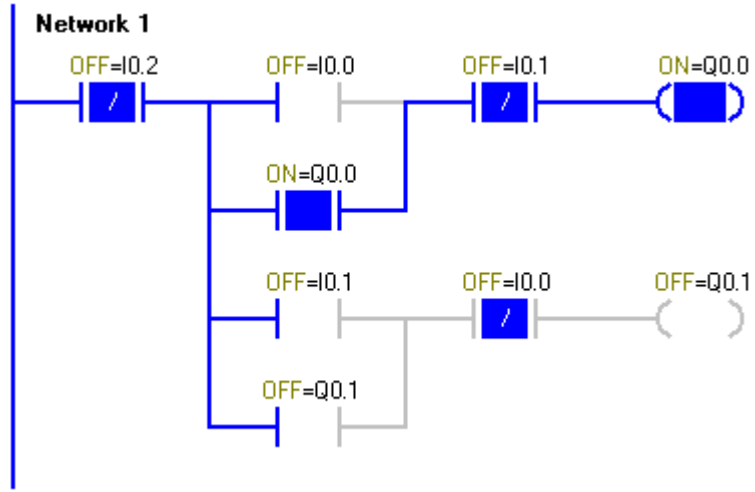 Network 1
OFF=I0.2 OFF=I0.0 OFF=I0.1 ON=Q0.0
/ /
ON=Q0.0
OFF=I0.1 OFF=I0.0 OFF=Q0.1
/
OFF=Q0.1